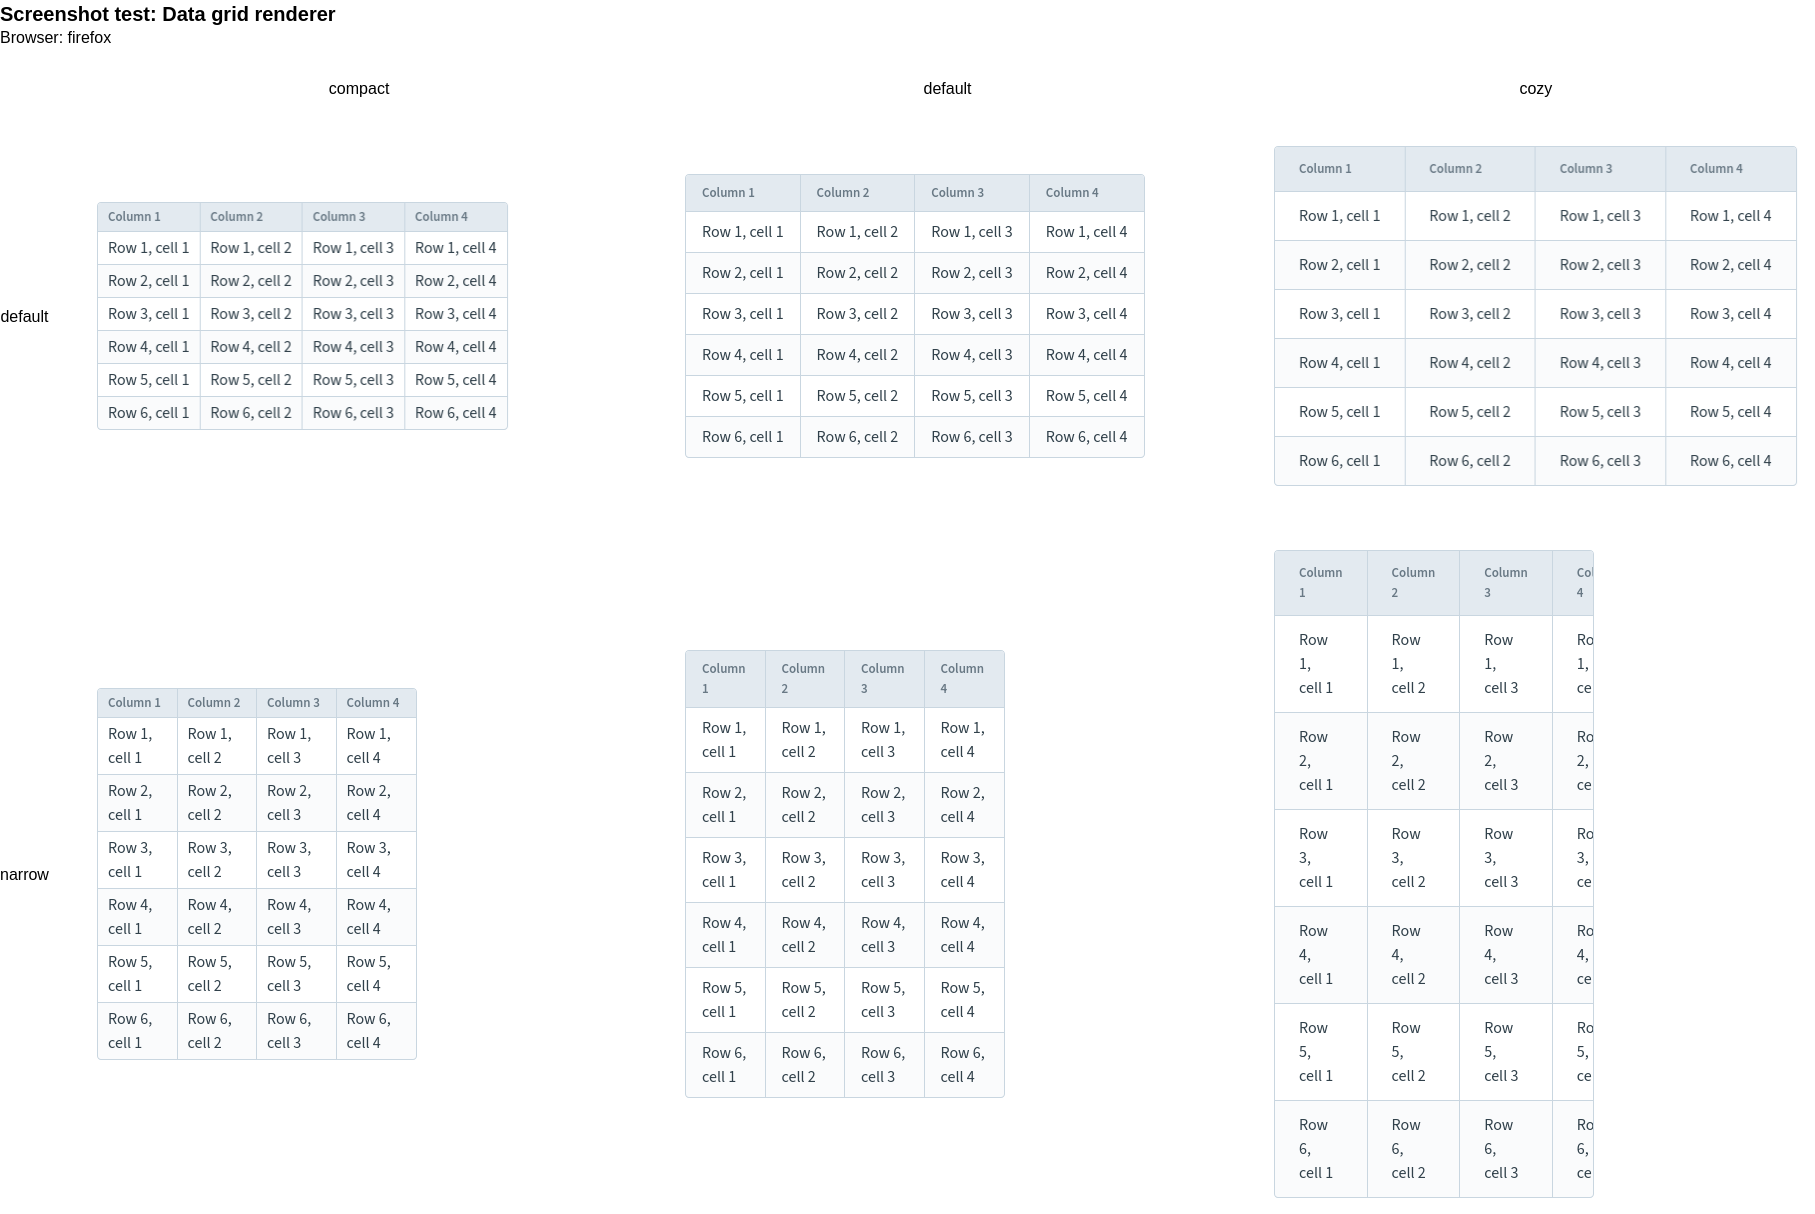 Screenshot test: Data grid renderer
Browser: firefox
compact default cozy
default
Column 1 Column 2 Column 3 Column 4
Row 1, cell 1 Row 1, cell 2 Row 1, cell 3 Row 1, cell 4
Row 2, cell 1 Row 2, cell 2 Row 2, cell 3 Row 2, cell 4
Row 3, cell 1 Row 3, cell 2 Row 3, cell 3 Row 3, cell 4
Row 4, cell 1 Row 4, cell 2 Row 4, cell 3 Row 4, cell 4
Row 5, cell 1 Row 5, cell 2 Row 5, cell 3 Row 5, cell 4
Row 6, cell 1 Row 6, cell 2 Row 6, cell 3 Row 6, cell 4
Column 1 Column 2 Column 3 Column 4
Row 1, cell 1 Row 1, cell 2 Row 1, cell 3 Row 1, cell 4
Row 2, cell 1 Row 2, cell 2 Row 2, cell 3 Row 2, cell 4
Row 3, cell 1 Row 3, cell 2 Row 3, cell 3 Row 3, cell 4
Row 4, cell 1 Row 4, cell 2 Row 4, cell 3 Row 4, cell 4
Row 5, cell 1 Row 5, cell 2 Row 5, cell 3 Row 5, cell 4
Row 6, cell 1 Row 6, cell 2 Row 6, cell 3 Row 6, cell 4
Column 1 Column 2 Column 3 Column 4
Row 1, cell 1 Row 1, cell 2 Row 1, cell 3 Row 1, cell 4
Row 2, cell 1 Row 2, cell 2 Row 2, cell 3 Row 2, cell 4
Row 3, cell 1 Row 3, cell 2 Row 3, cell 3 Row 3, cell 4
Row 4, cell 1 Row 4, cell 2 Row 4, cell 3 Row 4, cell 4
Row 5, cell 1 Row 5, cell 2 Row 5, cell 3 Row 5, cell 4
Row 6, cell 1 Row 6, cell 2 Row 6, cell 3 Row 6, cell 4
narrow
Column 1 Column 2 Column 3 Column 4
Row 1, Row 1, Row 1, Row 1,
cell 1 cell 2 cell 3 cell 4
Row 2, Row 2, Row 2, Row 2,
cell 1 cell 2 cell 3 cell 4
Row 3, Row 3, Row 3, Row 3,
cell 1 cell 2 cell 3 cell 4
Row 4, Row 4, Row 4, Row 4,
cell 1 cell 2 cell 3 cell 4
Row 5, Row 5, Row 5, Row 5,
cell 1 cell 2 cell 3 cell 4
Row 6, Row 6, Row 6, Row 6,
cell 1 cell 2 cell 3 cell 4
Column Column Column Column
1 2 3 4
Row 1, Row 1, Row 1, Row 1,
cell 1 cell 2 cell 3 cell 4
Row 2, Row 2, Row 2, Row 2,
cell 1 cell 2 cell 3 cell 4
Row 3, Row 3, Row 3, Row 3,
cell 1 cell 2 cell 3 cell 4
Row 4, Row 4, Row 4, Row 4,
cell 1 cell 2 cell 3 cell 4
Row 5, Row 5, Row 5, Row 5,
cell 1 cell 2 cell 3 cell 4
Row 6, Row 6, Row 6, Row 6,
cell 1 cell 2 cell 3 cell 4
Column Column Column Col
1 2 3 4
Row Row Row Ro
1, 1, 1, 1,
cell 1 cell 2 cell 3 ce
Row Row Row Ro
2, 2, 2, 2,
cell 1 cell 2 cell 3 ce
Row Row Row Ro
3, 3, 3, 3,
cell 1 cell 2 cell 3 ce
Row Row Row Ro
4, 4, 4, 4,
cell 1 cell 2 cell 3 ce
Row Row Row Ro
5, 5, 5, 5,
cell 1 cell 2 cell 3 ce
Row Row Row Ro
6, 6, 6, 6,
cell 1 cell 2 cell 3 ce